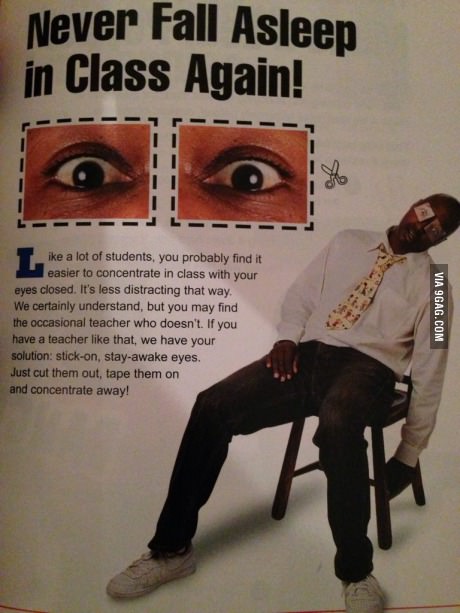 Never Fall Asleep
in Class Again!
Like a lot of students, you probably find it
easier to concentrate in class with your
eyes closed. It's less distracting that way.
We certainly understand, but you may find
the occasional teacher who doesn't. If you
have a teacher like that, we have your
solution: stick-on, stay-awake eyes.
Just cut them out, tape them on
and concentrate away!
VIA 9GAG.COM